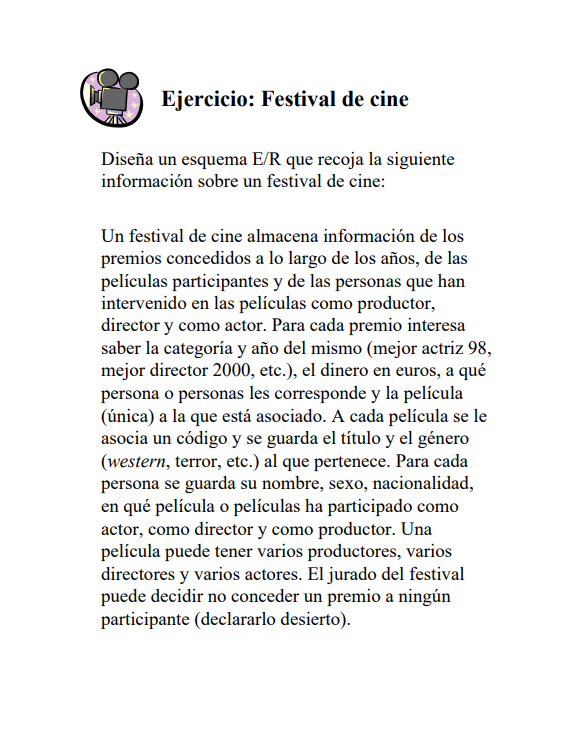 Ejercicio: Festival de cine
Diseña un esquema E/R que recoja la siguiente
información sobre un festival de cine:
Un festival de cine almacena información de los
premios concedidos a lo largo de los años, de las
películas participantes y de las personas que han
intervenido en las películas como productor,
director y como actor. Para cada premio interesa
saber la categoría y año del mismo (mejor actriz 98,
mejor director 2000, etc.), el dinero en euros, a qué
persona o personas les corresponde y la película
(única) a la que está asociado. A cada película se le
asocia un código y se guarda el título y el género
(western, terror, etc.) al que pertenece. Para cada
persona se guarda su nombre, sexo, nacionalidad,
en qué película o películas ha participado como
actor, como director y como productor. Una
película puede tener varios productores, varios
directores y varios actores. El jurado del festival
puede decidir no conceder un premio a ningún
participante (declararlo desierto).